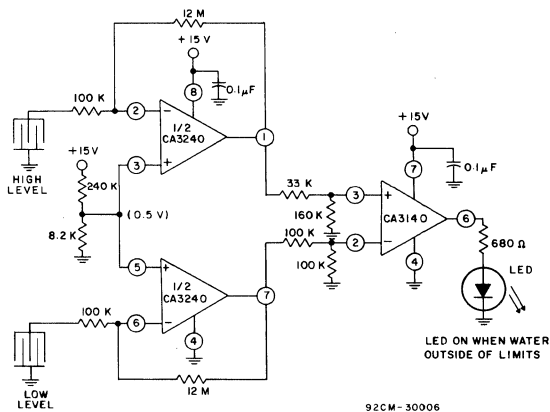 12 M
+15 V
0.1μF
8
100 K
2
–
1/2
CA3240
+
3
1
HIGH
LEVEL
+15V
240 K
(0.5 V)
8.2 K
33 K
160 K
100 K
100 K
+15V
7
0.1μF
3
+
CA3140
2
–
6
4
680 Ω
LED
LED ON WHEN WATER
OUTSIDE OF LIMITS
5
+
1/2
CA3240
–
6
7
4
100 K
12 M
LOW
LEVEL
92CM-30006